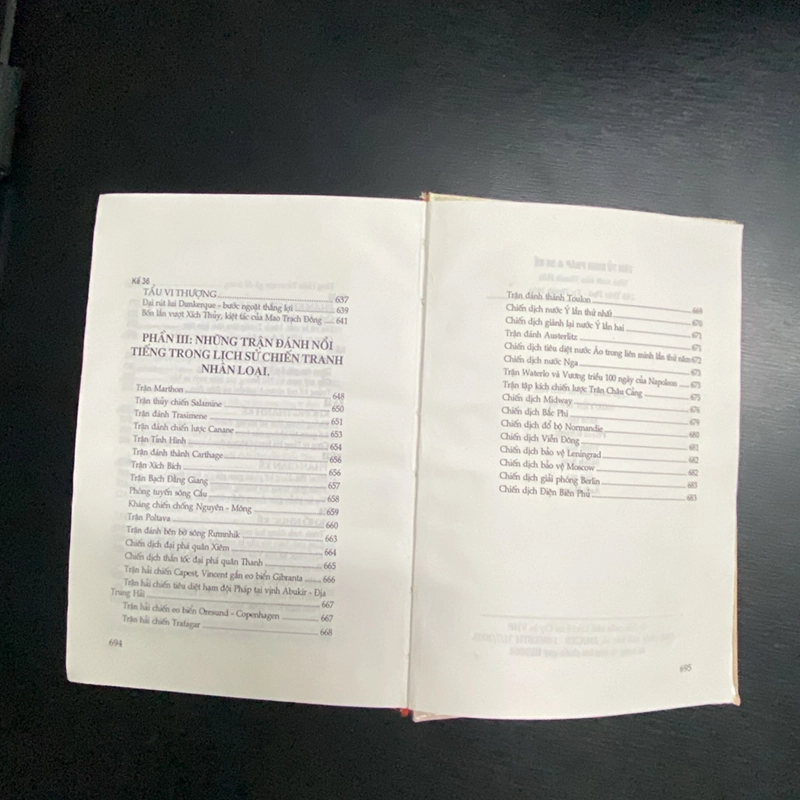 Kế 36
TẨU VI THƯỢNG 637
Đại rút lui Dunkerque - bước ngoặt thắng lợi 639
Bốn lần vượt Xích Thủy, kiệt tác của Mao Trạch Đông 641
PHẦN III: NHỮNG TRẬN ĐÁNH NỔI
TIẾNG TRONG LỊCH SỬ CHIẾN TRANH
NHÂN LOẠI.
Trận Marthon 648
Trận thủy chiến Salamine 650
Trận đánh Trasimene 651
Trận đánh chiến lược Canane 653
Trận Tỉnh Hình 654
Trận đánh thành Carthage 656
Trận Xích Bích 656
Trận Bạch Đằng Giang 657
Phòng tuyến sông Cầu 658
Kháng chiến chống Nguyên - Mông 659
Trận Poltava 660
Trận đánh bên bờ sông Rumnhik 663
Chiến dịch đại phá quân Xiêm 664
Chiến dịch thần tốc đại phá quân Thanh 665
Trận hải chiến Capest, Vincent gần eo biển Gibranta 666
Trận hải chiến tiêu diệt hạm đội Pháp tại vịnh Abukir - Địa
Trung Hải 667
Trận hải chiến eo biển Oresund - Copenhagen 667
Trận hải chiến Trafagar 668
694
Trận đánh thành Toulon 669
Chiến dịch nước Ý lần thứ nhất 670
Chiến dịch giành lại nước Ý lần hai 671
Trận đánh Austerlitz 671
Chiến dịch tiêu diệt nước Áo trong liên minh lần thứ năm 672
Chiến dịch nước Nga 673
Trận Waterlo và Vương triều 100 ngày của Napoleon 673
Trận tập kích chiến lược Trân Châu Cảng 675
Chiến dịch Midway 678
Chiến dịch Bắc Phi 679
Chiến dịch đổ bộ Normandie 680
Chiến dịch Viễn Đông 681
Chiến dịch bảo vệ Leningrad 682
Chiến dịch bảo vệ Moscow 682
Chiến dịch giải phóng Berlin 683
Chiến dịch Điện Biên Phủ 683
695